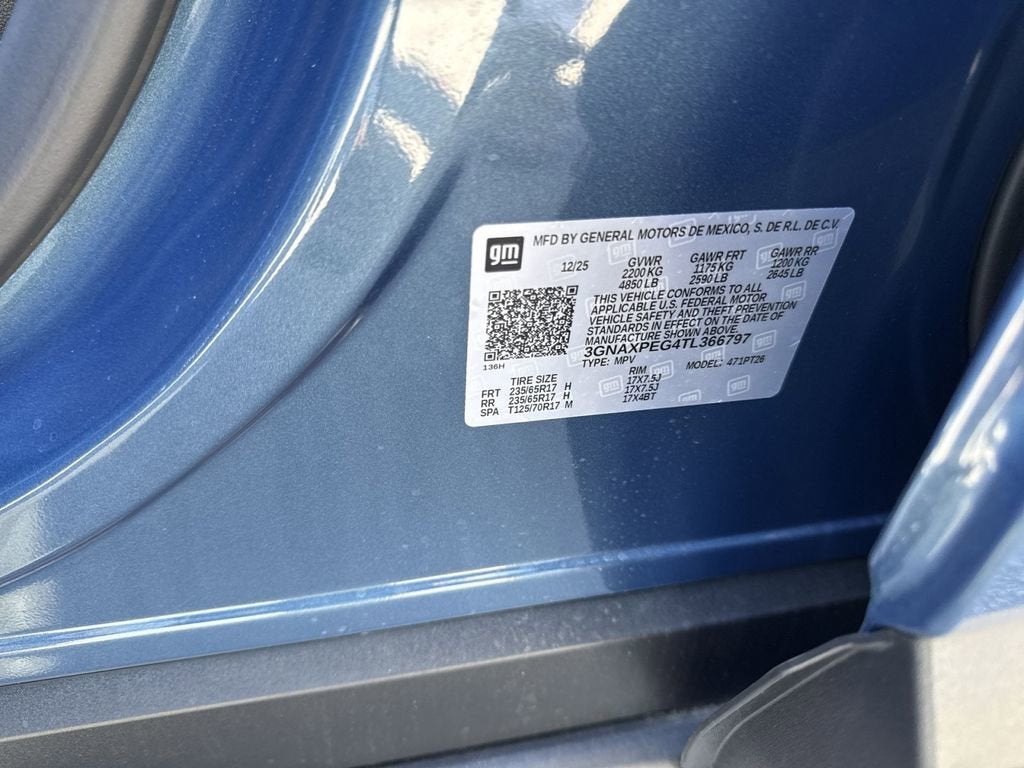 gm MFD BY GENERAL MOTORS DE MEXICO, S. DE R.L. DE C.V.
12/25 GVWR GAWR FRT GAWR RR
2200 KG 1175 KG 1200 KG
4850 LB 2590 LB 2645 LB
THIS VEHICLE CONFORMS TO ALL
APPLICABLE U.S. FEDERAL MOTOR
VEHICLE SAFETY AND THEFT PREVENTION
STANDARDS IN EFFECT ON THE DATE OF
MANUFACTURE SHOWN ABOVE.
3GNAXPEG4TL366797
136H TYPE: MPV MODEL: 471PT26
TIRE SIZE RIM
FRT 235/65R17 H 17X7.5J
RR 235/65R17 H 17X7.5J
SPA T125/70R17 M 17X4BT